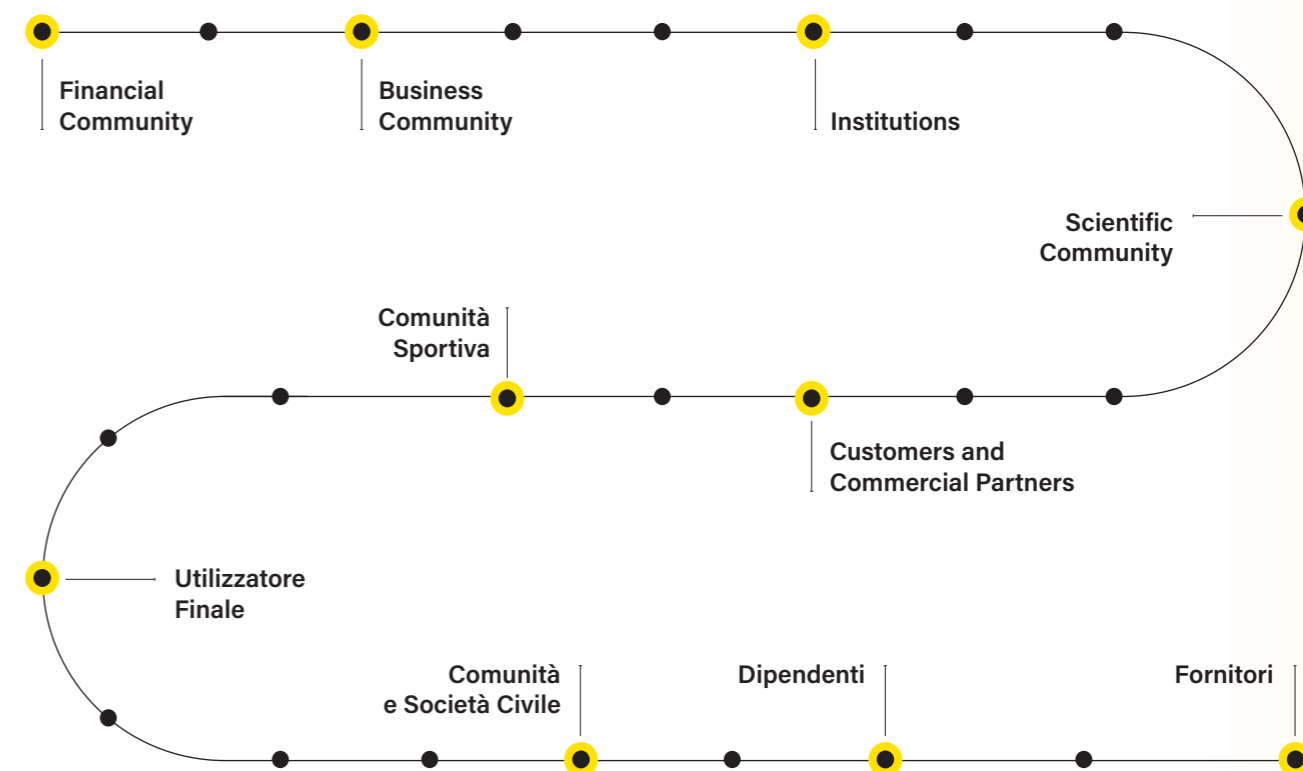 Financial
Community
Business
Community
Institutions
Scientific
Community
Comunità
Sportiva
Customers and
Commercial Partners
Utilizzatore
Finale
Comunità
e Società Civile
Dipendenti
Fornitori